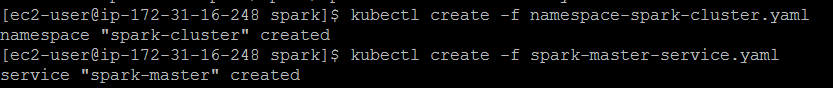 [ec2-user@ip-172-31-16-248 spark]$ kubectl create -f namespace-spark-cluster.yaml
namespace "spark-cluster" created
[ec2-user@ip-172-31-16-248 spark]$ kubectl create -f spark-master-service.yaml
service "spark-master" created